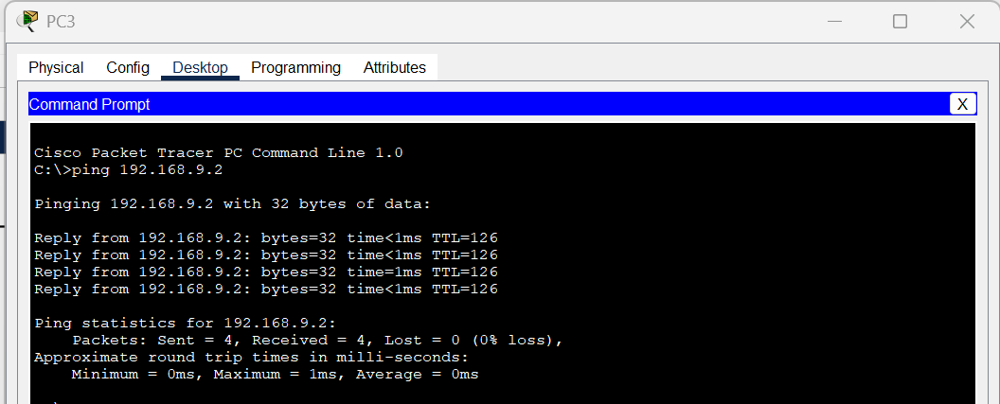 PC3
Physical Config Desktop Programming Attributes
Command Prompt X
Cisco Packet Tracer PC Command Line 1.0
C:\>ping 192.168.9.2
Pinging 192.168.9.2 with 32 bytes of data:
Reply from 192.168.9.2: bytes=32 time<1ms TTL=126
Reply from 192.168.9.2: bytes=32 time<1ms TTL=126
Reply from 192.168.9.2: bytes=32 time=1ms TTL=126
Reply from 192.168.9.2: bytes=32 time<1ms TTL=126
Ping statistics for 192.168.9.2:
Packets: Sent = 4, Received = 4, Lost = 0 (0% loss),
Approximate round trip times in milli-seconds:
Minimum = 0ms, Maximum = 1ms, Average = 0ms